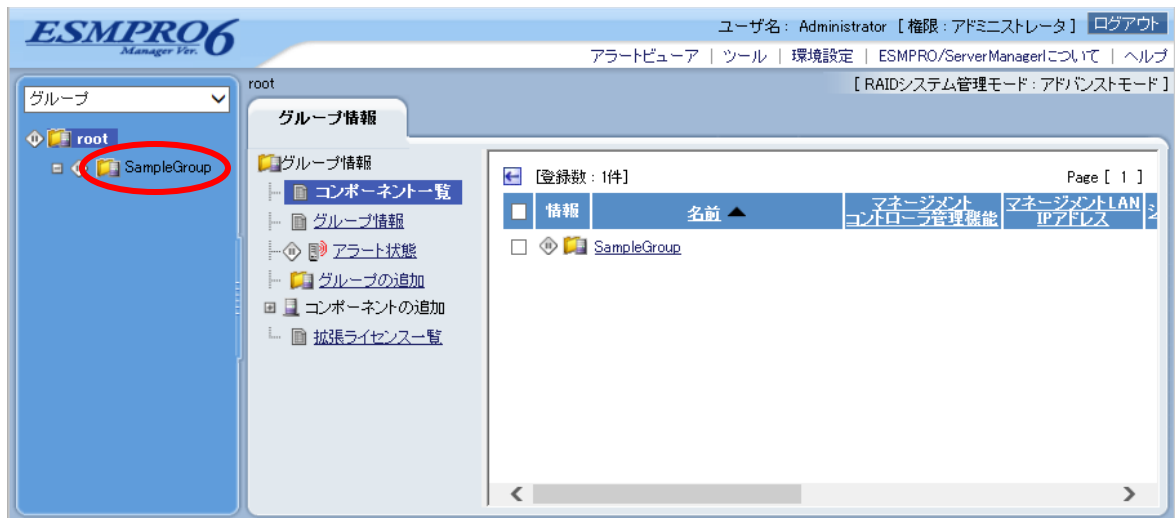 ESMPRO6
Manager Ver.
ユーザ名： Administrator [ 権限：アドミニストレータ ] ログアウト
アラートビューア | ツール | 環境設定 | ESMPRO/ServerManagerについて | ヘルプ
グループ
root
SampleGroup
root
[ RAIDシステム管理モード：アドバンストモード ]
グループ情報
グループ情報
コンポーネント一覧
グループ情報
アラート状態
グループの追加
コンポーネントの追加
拡張ライセンス一覧
[登録数：1件]
Page [ 1 ]
情報 名前 ▲ マネージメント コントローラ管理機能 マネージメントLAN IPアドレス
SampleGroup